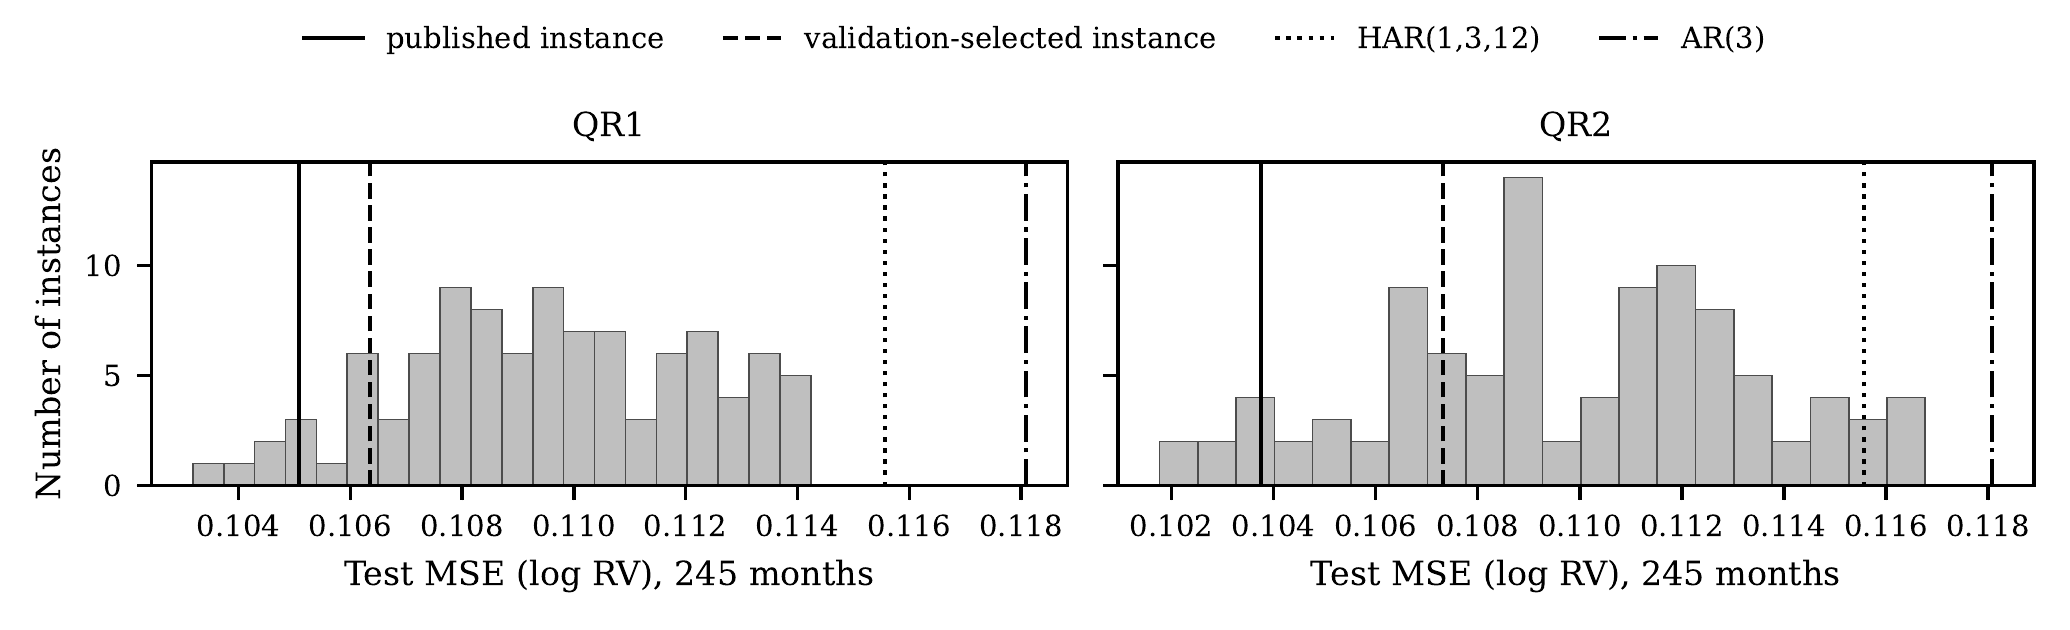 published instance validation-selected instance HAR(1,3,12) AR(3)
QR1
Number of instances
10
5
0
0.104 0.106 0.108 0.110 0.112 0.114 0.116 0.118
Test MSE (log RV), 245 months
QR2
0.102 0.104 0.106 0.108 0.110 0.112 0.114 0.116 0.118
Test MSE (log RV), 245 months